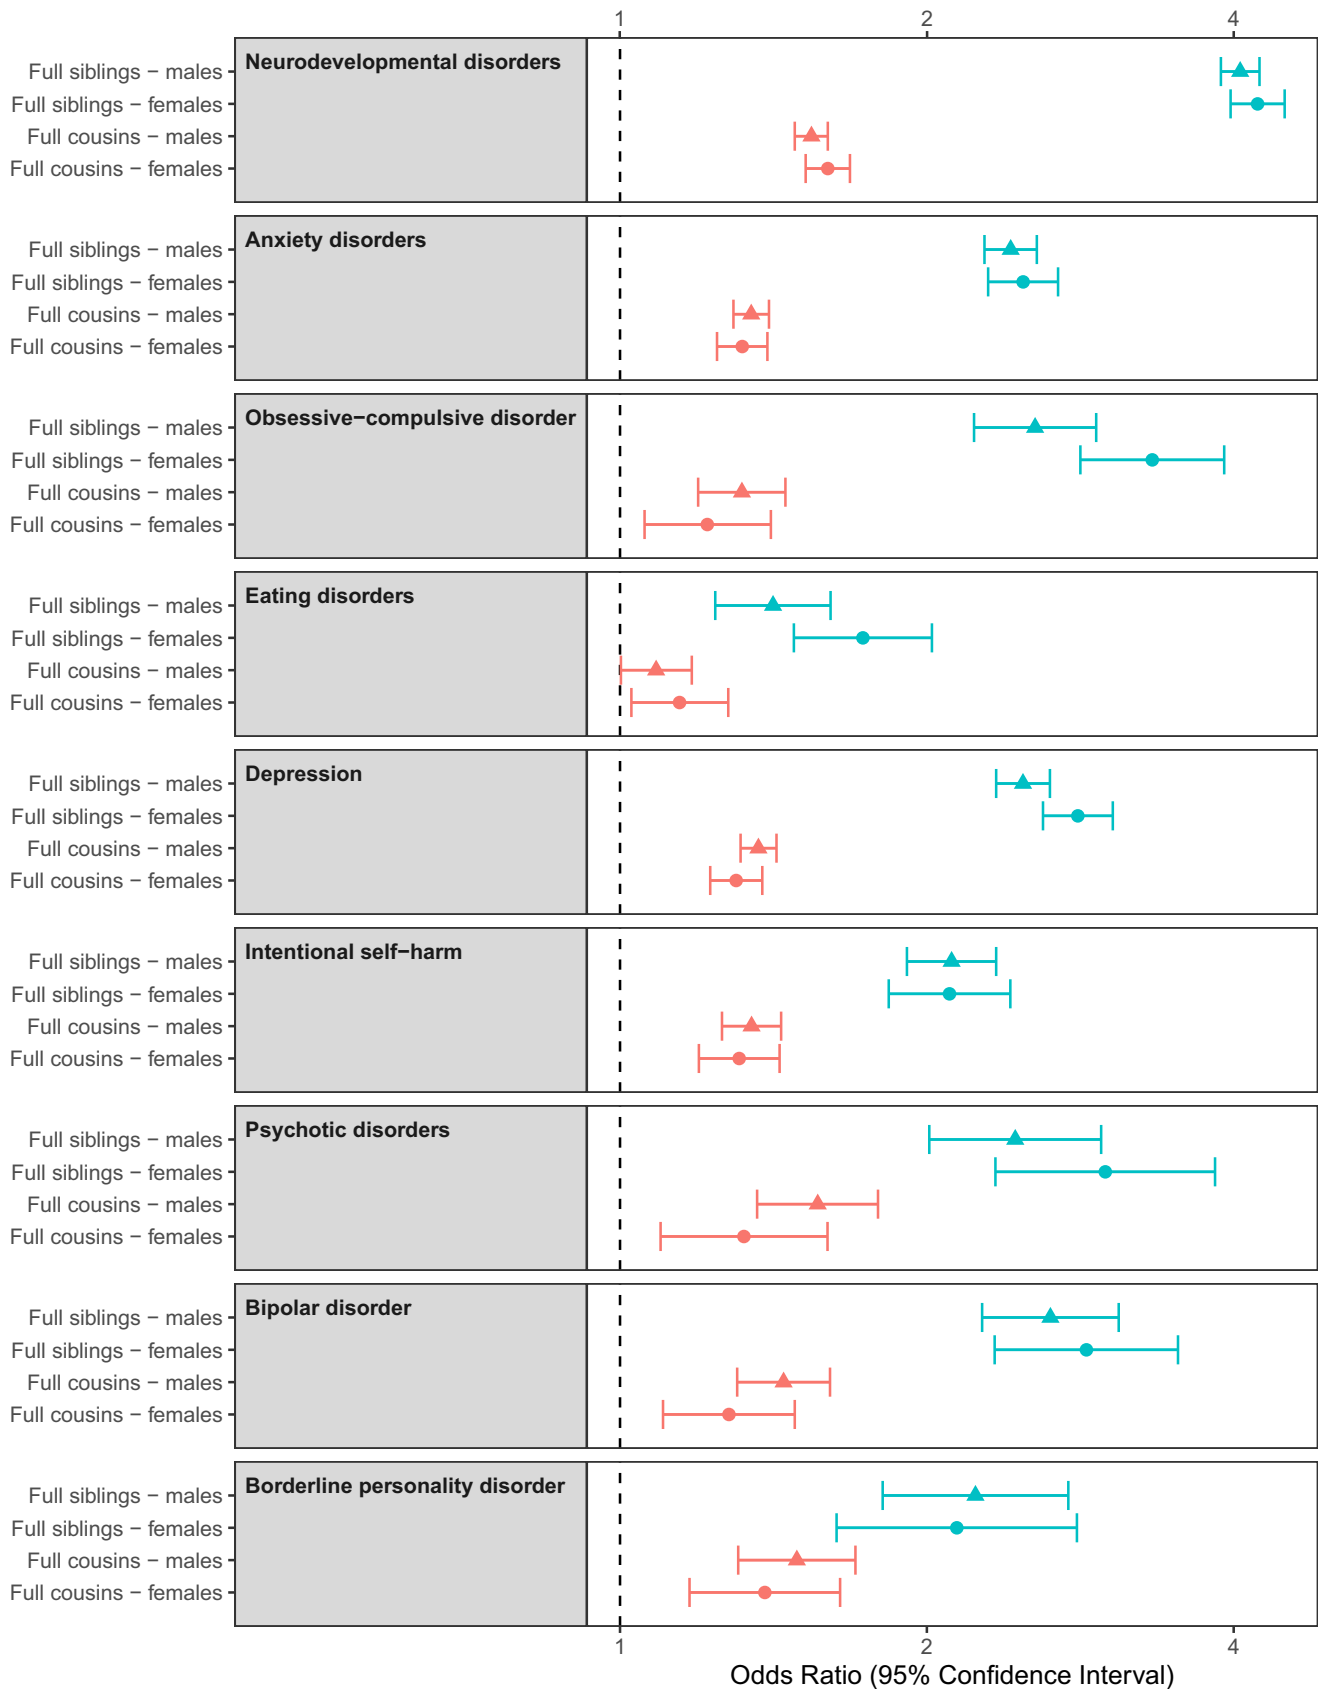 1 2 4
Neurodevelopmental disorders
Full siblings − males
Full siblings − females
Full cousins − males
Full cousins − females
Anxiety disorders
Full siblings − males
Full siblings − females
Full cousins − males
Full cousins − females
Obsessive−compulsive disorder
Full siblings − males
Full siblings − females
Full cousins − males
Full cousins − females
Eating disorders
Full siblings − males
Full siblings − females
Full cousins − males
Full cousins − females
Depression
Full siblings − males
Full siblings − females
Full cousins − males
Full cousins − females
Intentional self−harm
Full siblings − males
Full siblings − females
Full cousins − males
Full cousins − females
Psychotic disorders
Full siblings − males
Full siblings − females
Full cousins − males
Full cousins − females
Bipolar disorder
Full siblings − males
Full siblings − females
Full cousins − males
Full cousins − females
Borderline personality disorder
Full siblings − males
Full siblings − females
Full cousins − males
Full cousins − females
1 2 4
Odds Ratio (95% Confidence Interval)